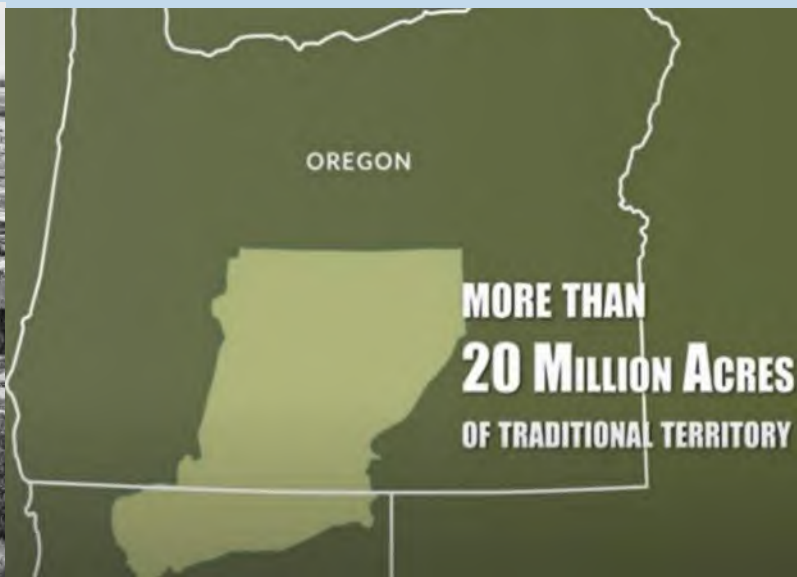 OREGON
MORE THAN
20 MILLION ACRES
OF TRADITIONAL TERRITORY